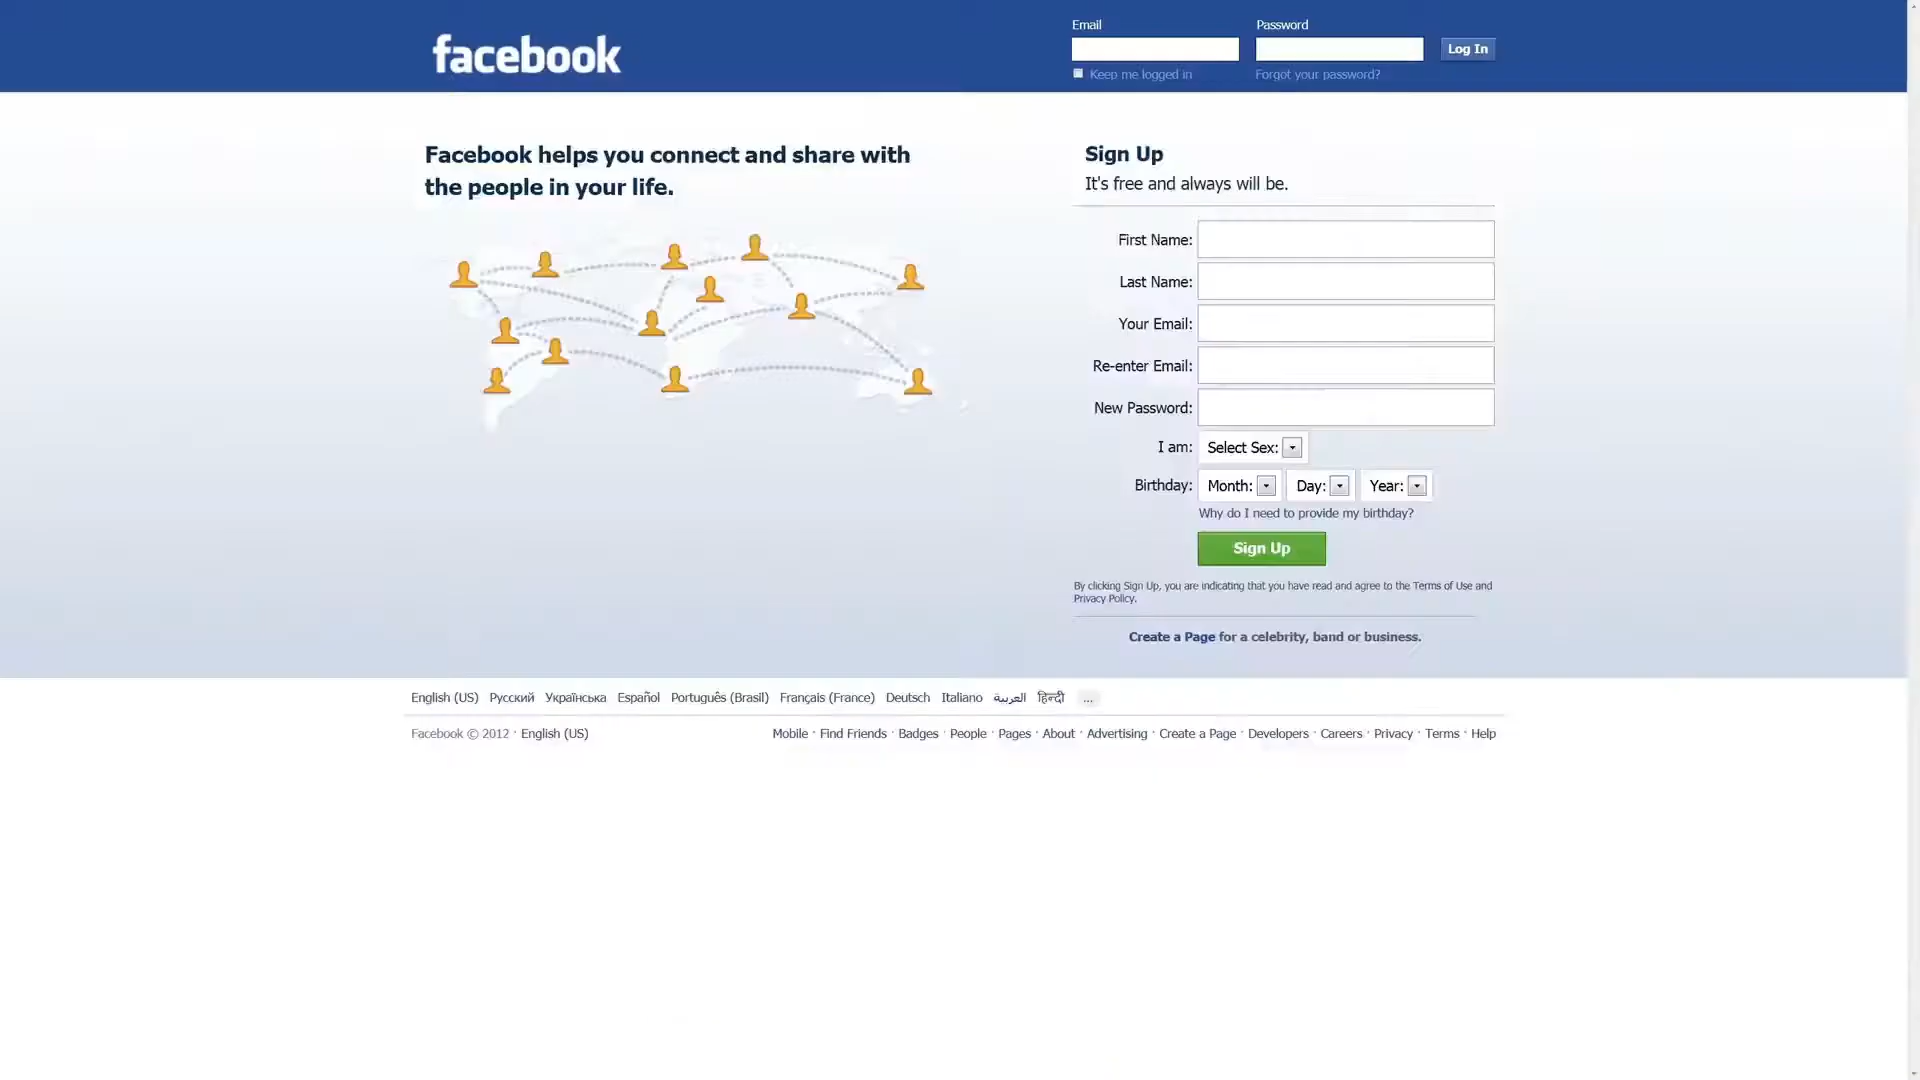 facebook
Email
Password
Log In
Keep me logged in
Forgot your password?
Facebook helps you connect and share with
the people in your life.
Sign Up
It's free and always will be.
First Name:
Last Name:
Your Email:
Re-enter Email:
New Password:
I am: Select Sex:
Birthday: Month: Day: Year:
Why do I need to provide my birthday?
Sign Up
By clicking Sign Up, you are indicating that you have read and agree to the Terms of Use and
Privacy Policy.
Create a Page for a celebrity, band or business.
English (US) Русский Українська Español Português (Brasil) Français (France) Deutsch Italiano العربية हिन्दी ...
Facebook © 2012 · English (US)
Mobile · Find Friends · Badges · People · Pages · About · Advertising · Create a Page · Developers · Careers · Privacy · Terms · Help